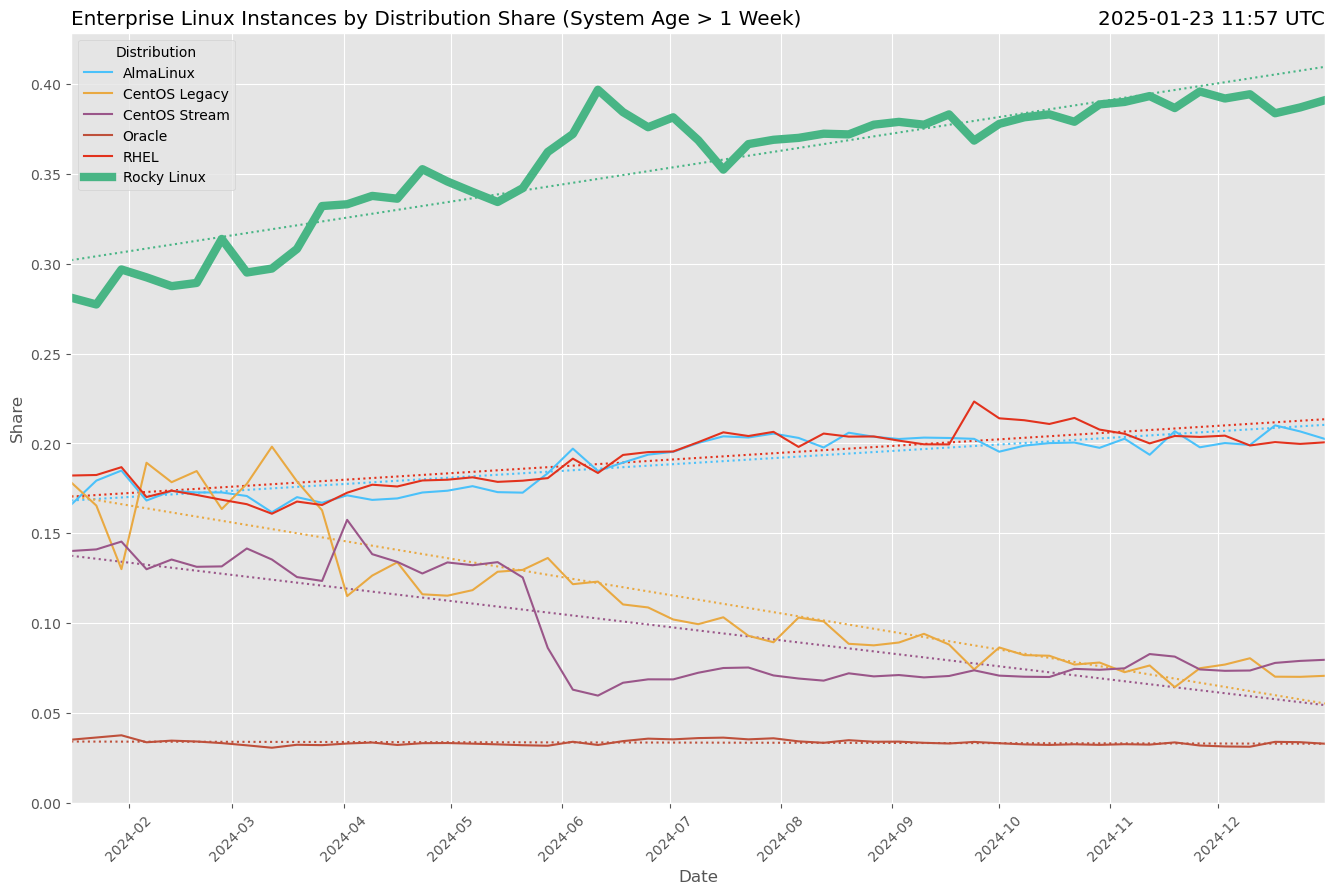 Enterprise Linux Instances by Distribution Share (System Age > 1 Week)
2025-01-23 11:57 UTC
Distribution
AlmaLinux
CentOS Legacy
CentOS Stream
Oracle
RHEL
Rocky Linux
0.40
0.35
0.30
0.25
0.20
0.15
0.10
0.05
0.00
Share
2024-02
2024-03
2024-04
2024-05
2024-06
2024-07
2024-08
2024-09
2024-10
2024-11
2024-12
Date